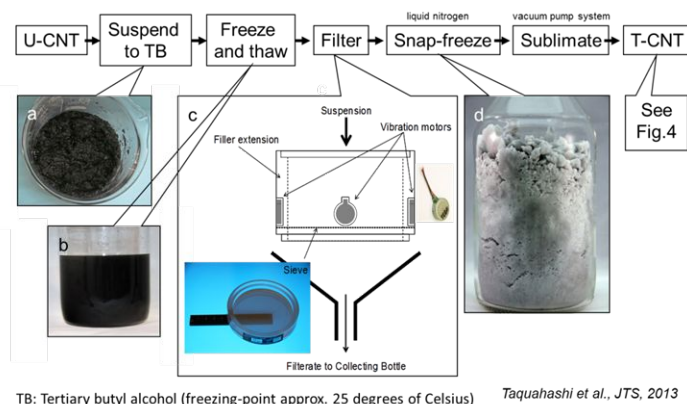 liquid nitrogen
vacuum pump system
U-CNT
Suspend
to TB
Freeze
and thaw
Filter
Snap-freeze
Sublimate
T-CNT
See
Fig.4
a
b
c
d
Suspension
Filler extension
Vibration motors
Sieve
Filterate to Collecting Bottle
TB: Tertiary butyl alcohol (freezing-point approx. 25 degrees of Celsius)
Taquahashi et al., JTS, 2013